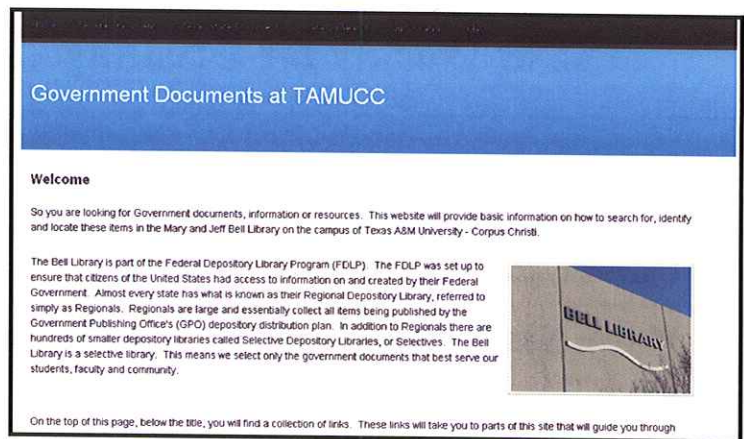 Government Documents at TAMUCC
Welcome
So you are looking for Government documents, information or resources. This website will provide basic information on how to search for, identify
and locate these items in the Mary and Jeff Bell Library on the campus of Texas A&M University - Corpus Christi.
The Bell Library is part of the Federal Depository Library Program (FDLP). The FDLP was set up to
ensure that citizens of the United States had access to information on and created by their Federal
Government. Almost every state has what is known as their Regional Depository Library, referred to
simply as Regionals. Regionals are large and essentially collect all items being published by the
Government Publishing Office's (GPO) depository distribution plan. In addition to Regionals there are
hundreds of smaller depository libraries called Selective Depository Libraries, or Selectives. The Bell
Library is a selective library. This means we select only the government documents that best serve our
students, faculty and community.
BELL LIBRARY
On the top of this page, below the title, you will find a collection of links. These links will take you to parts of this site that will guide you through